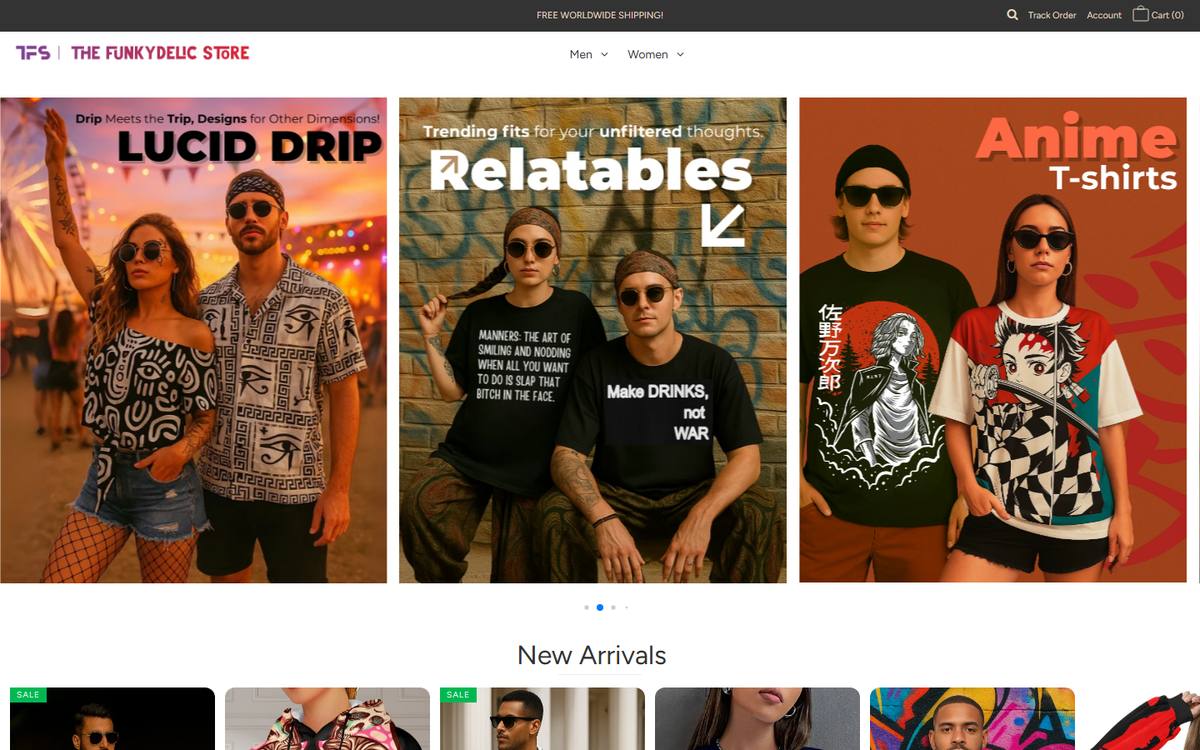 FREE WORLDWIDE SHIPPING!
Track Order
Account
Cart (0)
TFS | THE FUNKYDELIC STORE
Men
Women
Drip Meets the Trip, Designs for Other Dimensions!
LUCID DRIP
Trending fits for your unfiltered thoughts.
Relatables
MANNERS: THE ART OF
SMILING AND NODDING
WHEN ALL YOU WANT
TO DO IS SLAP THAT
BITCH IN THE FACE.
Make DRINKS,
not
WAR
Anime
T-shirts
佐野万次郎
New Arrivals
SALE
SALE